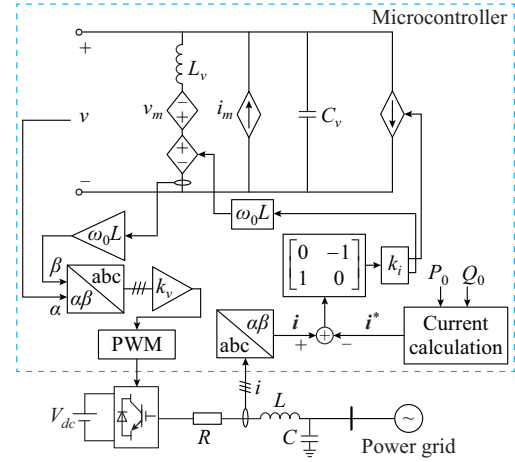 Microcontroller
+
L_v
v
v_m
−
+
i_m
C_v
+
−
−
ω_0L
ω_0L
β
α
abc
αβ
k_v
0 −1
1 0
k_i
P_0 Q_0
αβ
abc
i
+
+
−
i*
Current
calculation
PWM
i
V_dc
R
L
C
~
Power grid